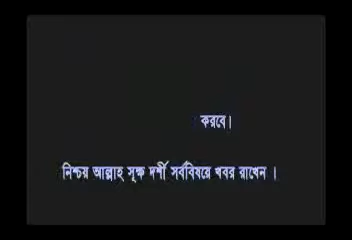 করবে।
নিশ্চয় আল্লাহ সূক্ষ দর্শী সর্ববিষয়ে খবর রাখেন ।